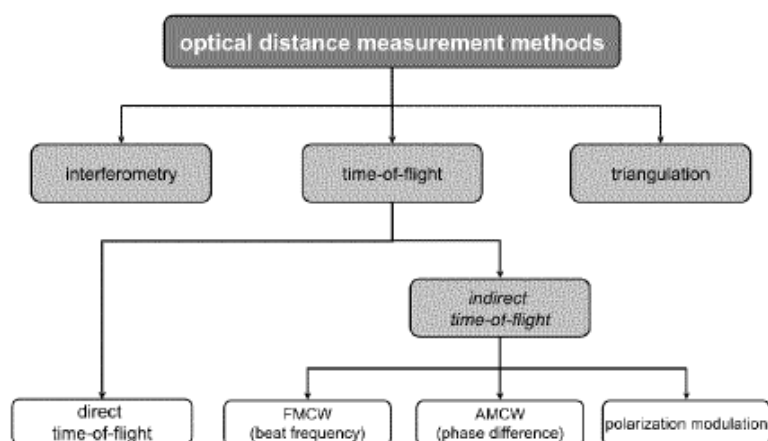 optical distance measurement methods
interferometry
time-of-flight
triangulation
indirect
time-of-flight
direct
time-of-flight
FMCW
(beat frequency)
AMCW
(phase difference)
polarization modulation